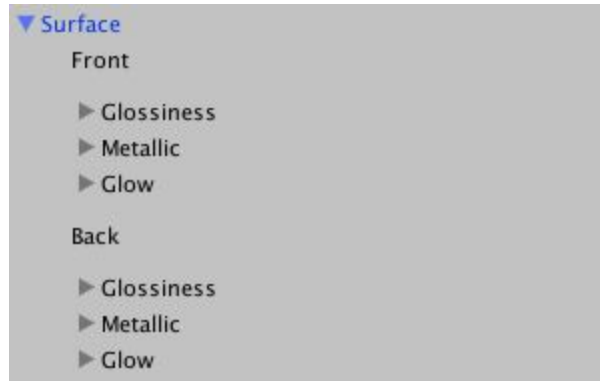 Surface
Front
Glossiness
Metallic
Glow
Back
Glossiness
Metallic
Glow